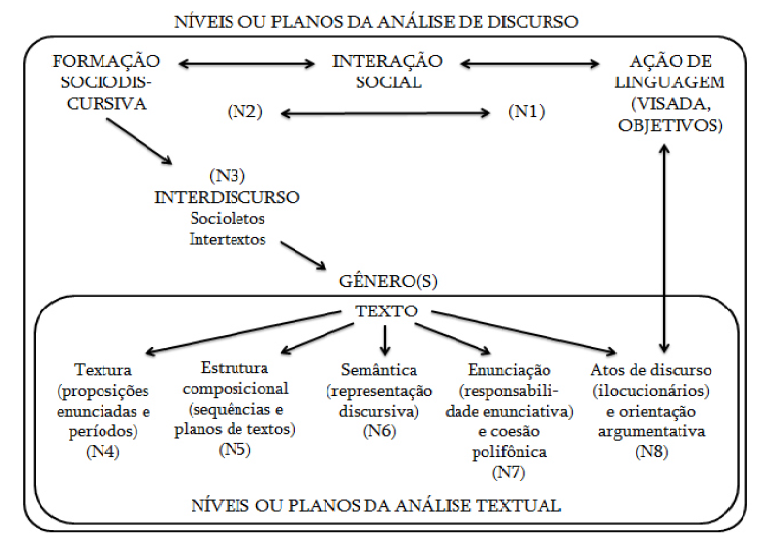 NÍVEIS OU PLANOS DA ANÁLISE DE DISCURSO
FORMAÇÃO
SOCIODIS-
CURSIVA
INTERAÇÃO
SOCIAL
AÇÃO DE
LINGUAGEM
(VISADA,
OBJETIVOS)
(N2)
(N1)
(N3)
INTERDISCURSO
Socioletos
Intertextos
GÊNERO(S)
TEXTO
Textura
(proposições
enunciadas e
períodos)
(N4)
Estrutura
composicional
(sequências e
planos de textos)
(N5)
Semântica
(representação
discursiva)
(N6)
Enunciação
(responsabili-
dade enunciativa)
e coesão
polifônica
(N7)
Atos de discurso
(ilocucionários)
e orientação
argumentativa
(N8)
NÍVEIS OU PLANOS DA ANÁLISE TEXTUAL